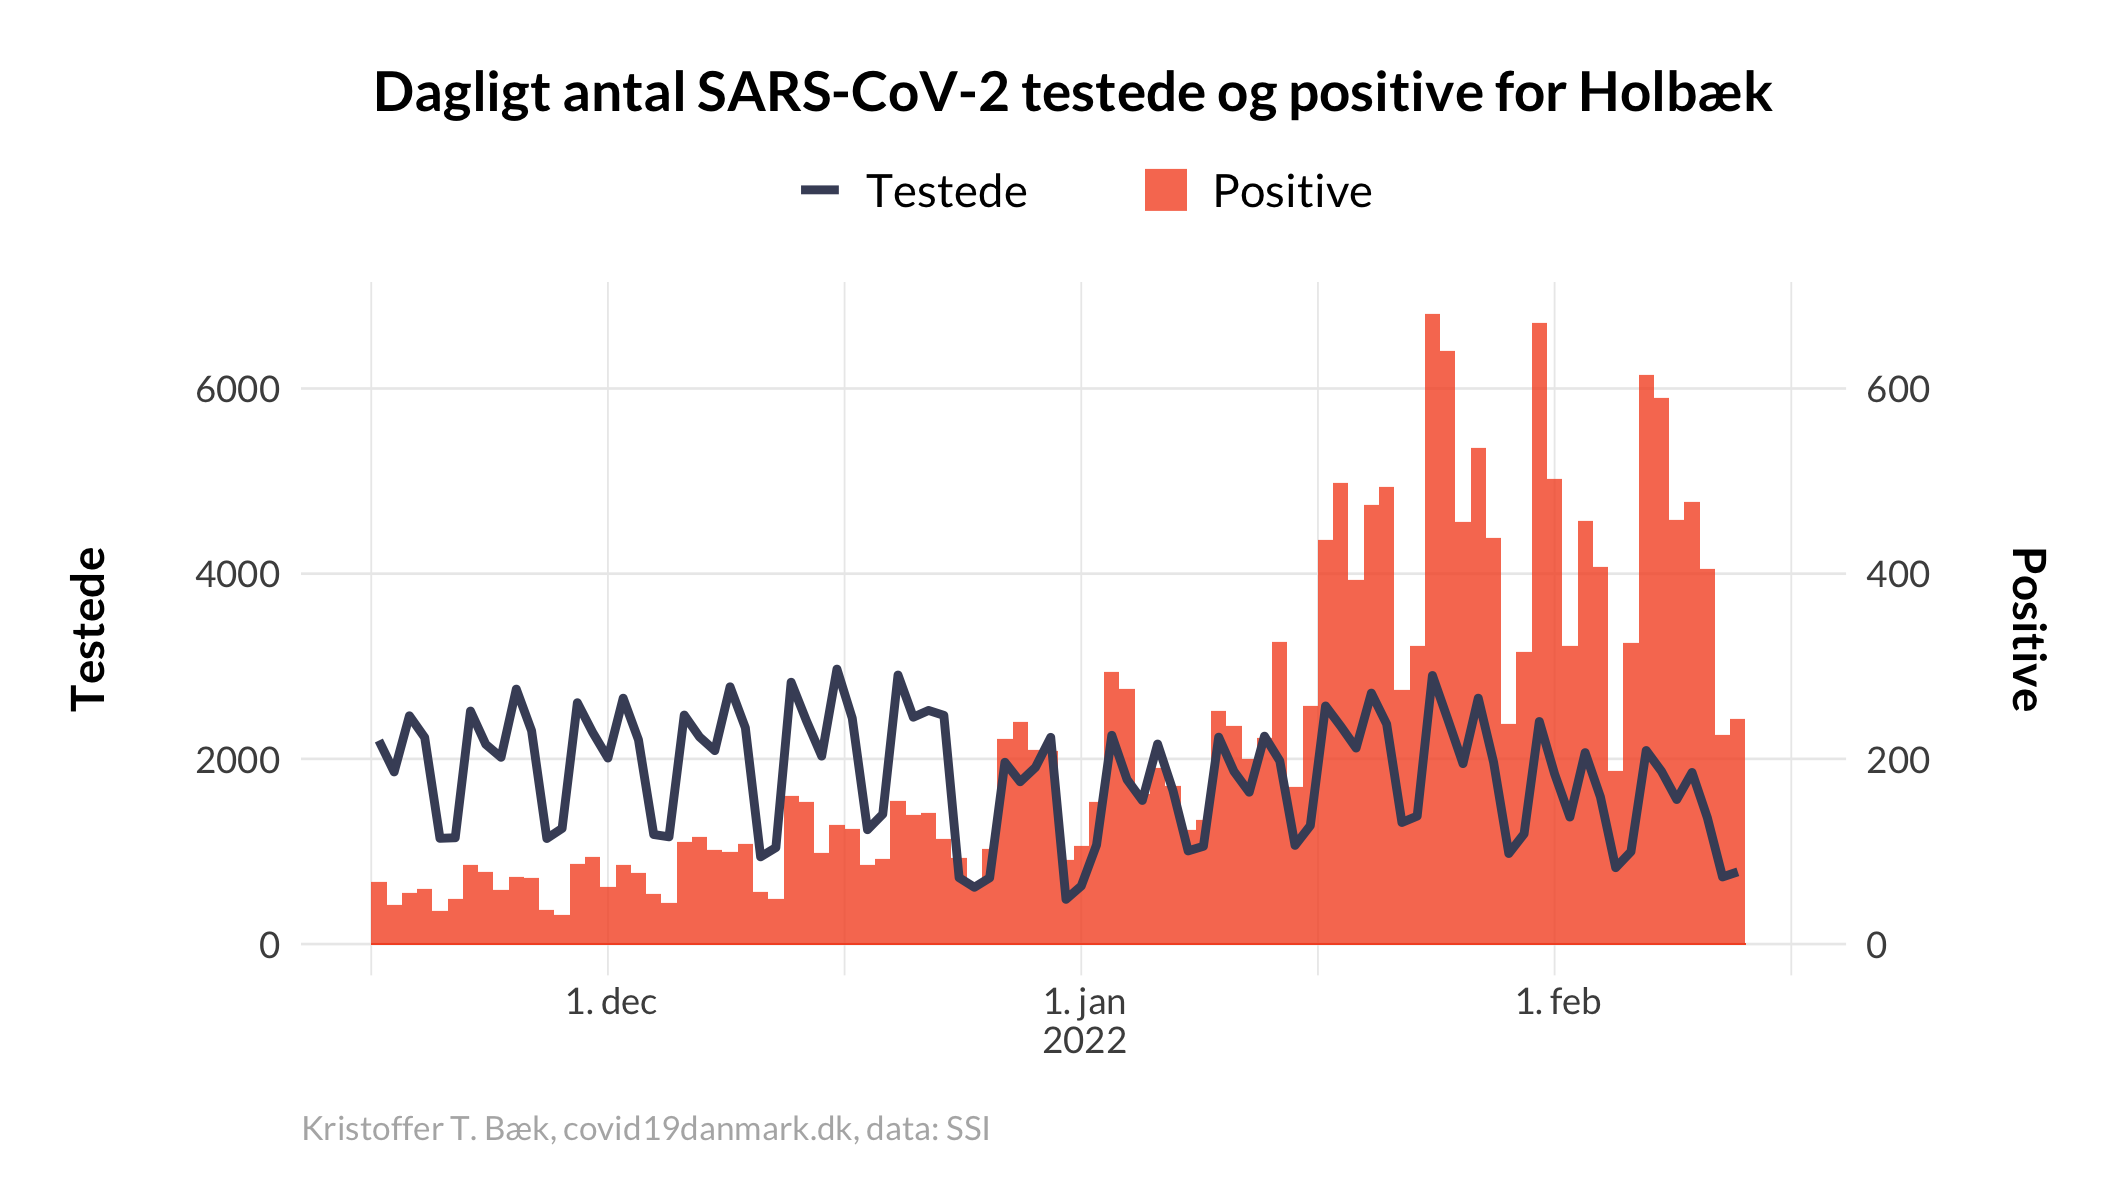 Dagligt antal SARS-CoV-2 testede og positive for Holbæk
Testede
Positive
6000
4000
2000
0
600
400
200
0
Testede
Positive
1. dec
1. jan
2022
1. feb
Kristoffer T. Bæk, covid19danmark.dk, data: SSI